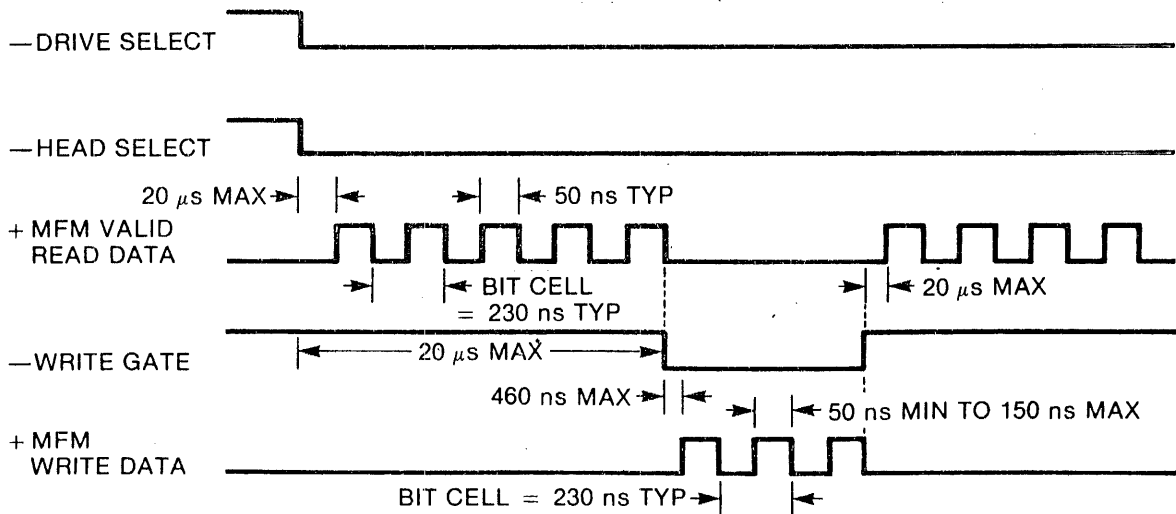 —DRIVE SELECT
—HEAD SELECT
20 μs MAX
50 ns TYP
+ MFM VALID
READ DATA
BIT CELL
= 230 ns TYP
20 μs MAX
—WRITE GATE
20 μs MAX
460 ns MAX
50 ns MIN TO 150 ns MAX
+ MFM
WRITE DATA
BIT CELL = 230 ns TYP